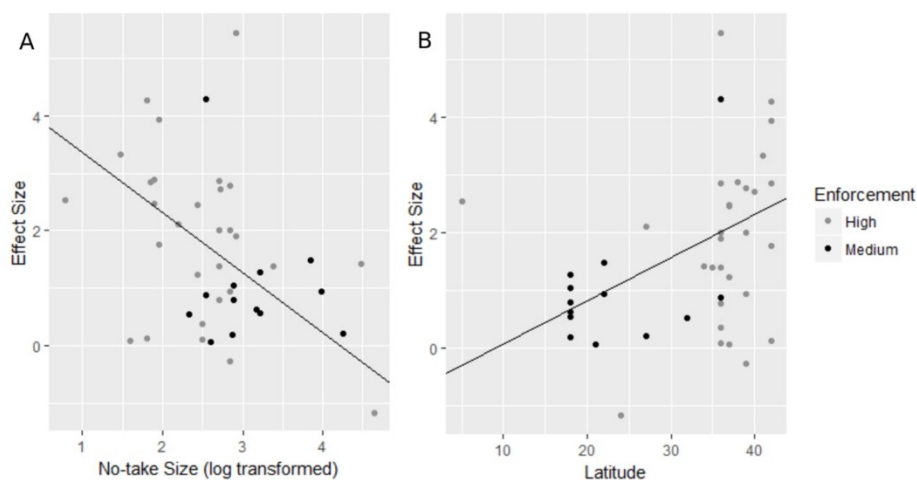 A
B
Effect Size
4
2
0
1
2
3
4
No-take Size (log transformed)
Effect Size
4
2
0
10
20
30
40
Latitude
Enforcement
High
Medium